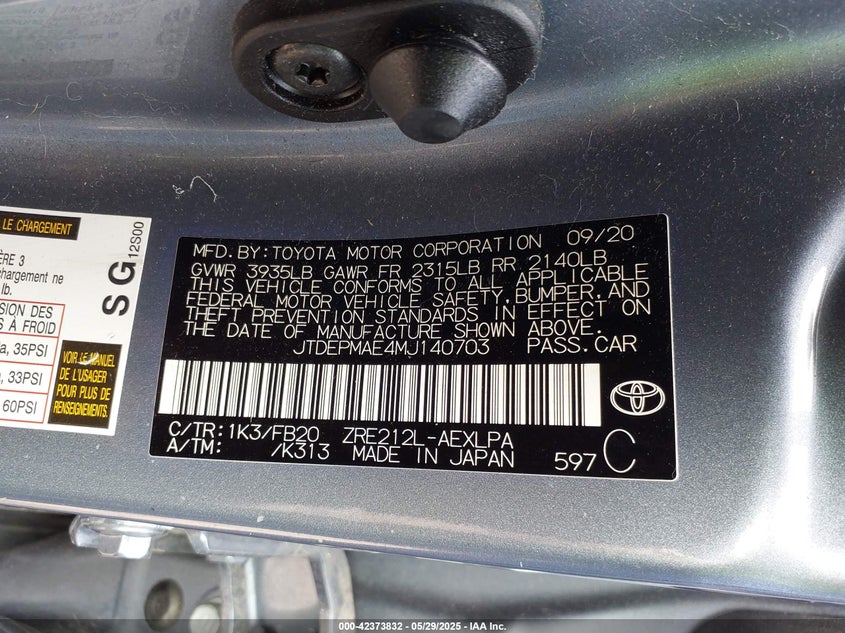 LE CHARGEMENT
ÈRE 3
chargement ne
lb.
SION DES
S À FROID
a, 35PSI
, 33PSI
60PSI
VOIR LE MANUEL
DE L'USAGER
POUR PLUS DE
RENSEIGNEMENTS.
SG 12S00
MFD. BY: TOYOTA MOTOR CORPORATION 09/20
GVWR 3935LB GAWR FR 2315LB RR 2140LB
THIS VEHICLE CONFORMS TO ALL APPLICABLE
FEDERAL MOTOR VEHICLE SAFETY, BUMPER, AND
THEFT PREVENTION STANDARDS IN EFFECT ON
THE DATE OF MANUFACTURE SHOWN ABOVE.
JTDEPMAE4MJ140703 PASS. CAR
C/TR: 1K3/FB20 ZRE212L-AEXLPA
A/TM: /K313 MADE IN JAPAN 597 C
000-42373832 - 05/29/2025 - IAA Inc.